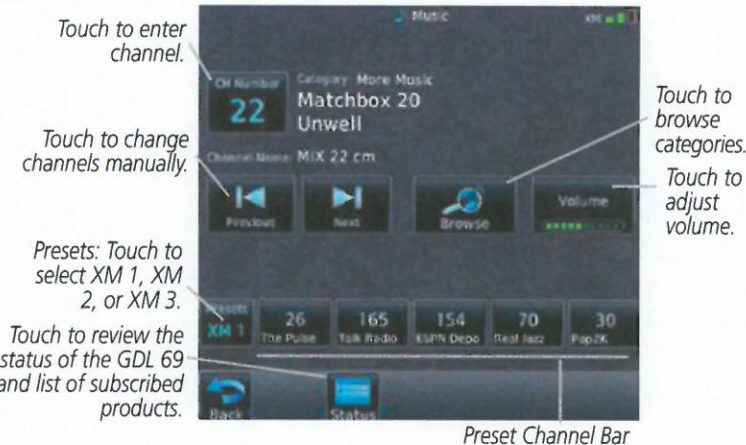 Touch to enter
channel.
Touch to change
channels manually.
Presets: Touch to
select XM 1, XM
2, or XM 3.
Touch to review the
status of the GDL 69
and list of subscribed
products.
Music
XM
CH Number
22
Category: More Music
Matchbox 20
Unwell
Channel Name: MIX 22 cm
Previous
Next
Browse
Volume
Presets
XM 1
26
The Pulse
165
Talk Radio
154
ESPN Depo
70
Real Jazz
30
Pop2K
Back
Status
Touch to
browse
categories.
Touch to
adjust
volume.
Preset Channel Bar